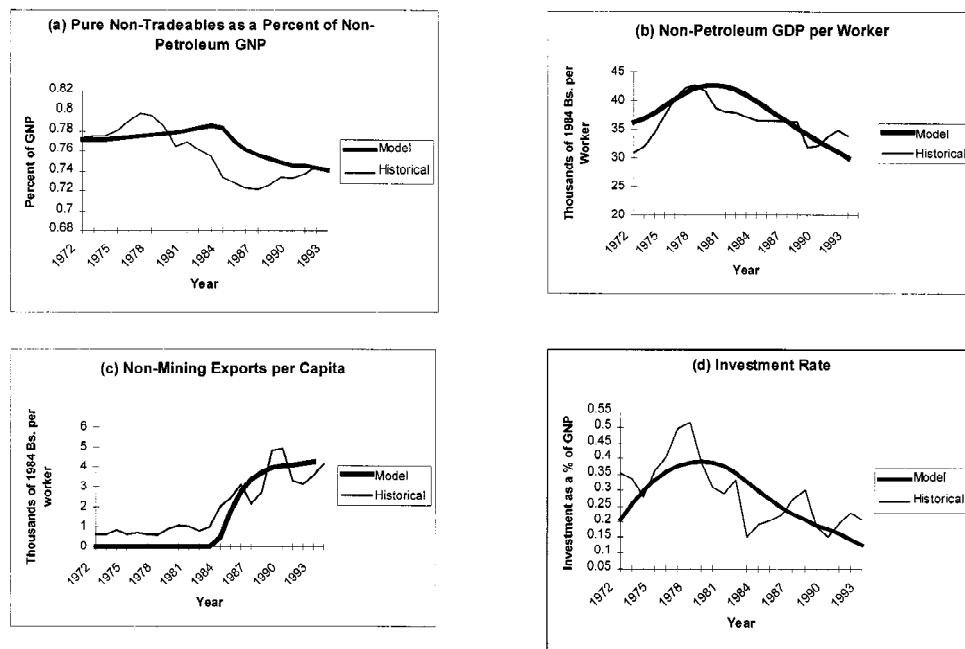 (a) Pure Non-Tradeables as a Percent of Non-
Petroleum GNP
Percent of GNP
0.82
0.8
0.78
0.76
0.74
0.72
0.7
0.68
1972
1975
1978
1981
1984
1987
1990
1993
Year
Model
Historical
(b) Non-Petroleum GDP per Worker
Thousands of 1984 Bs. per
Worker
45
40
35
30
25
20
1972
1975
1978
1981
1984
1987
1990
1993
Year
Model
Historical
(c) Non-Mining Exports per Capita
Thousands of 1984 Bs. per
worker
6
5
4
3
2
1
0
1972
1975
1978
1981
1984
1987
1990
1993
Year
Model
Historical
(d) Investment Rate
Investment as a % of GNP
0.55
0.5
0.45
0.4
0.35
0.3
0.25
0.2
0.15
0.1
0.05
1972
1975
1978
1981
1984
1987
1990
1993
Year
Model
Historical